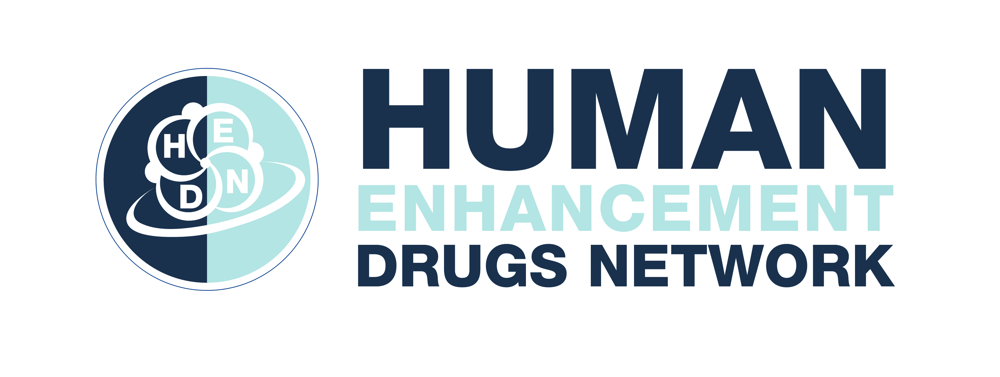 H E
D N
HUMAN
ENHANCEMENT
DRUGS NETWORK